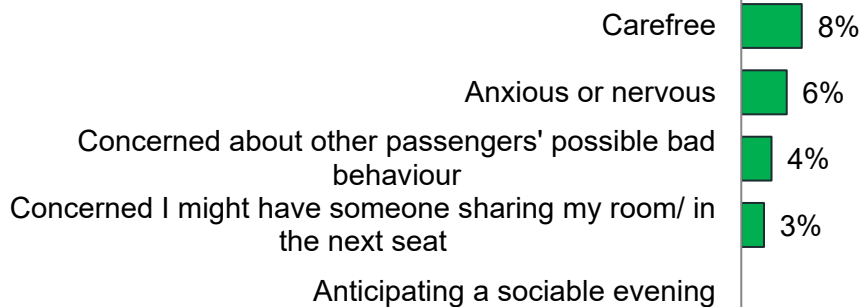 Carefree 8%
Anxious or nervous 6%
Concerned about other passengers' possible bad
behaviour 4%
Concerned I might have someone sharing my room/ in
the next seat 3%
Anticipating a sociable evening